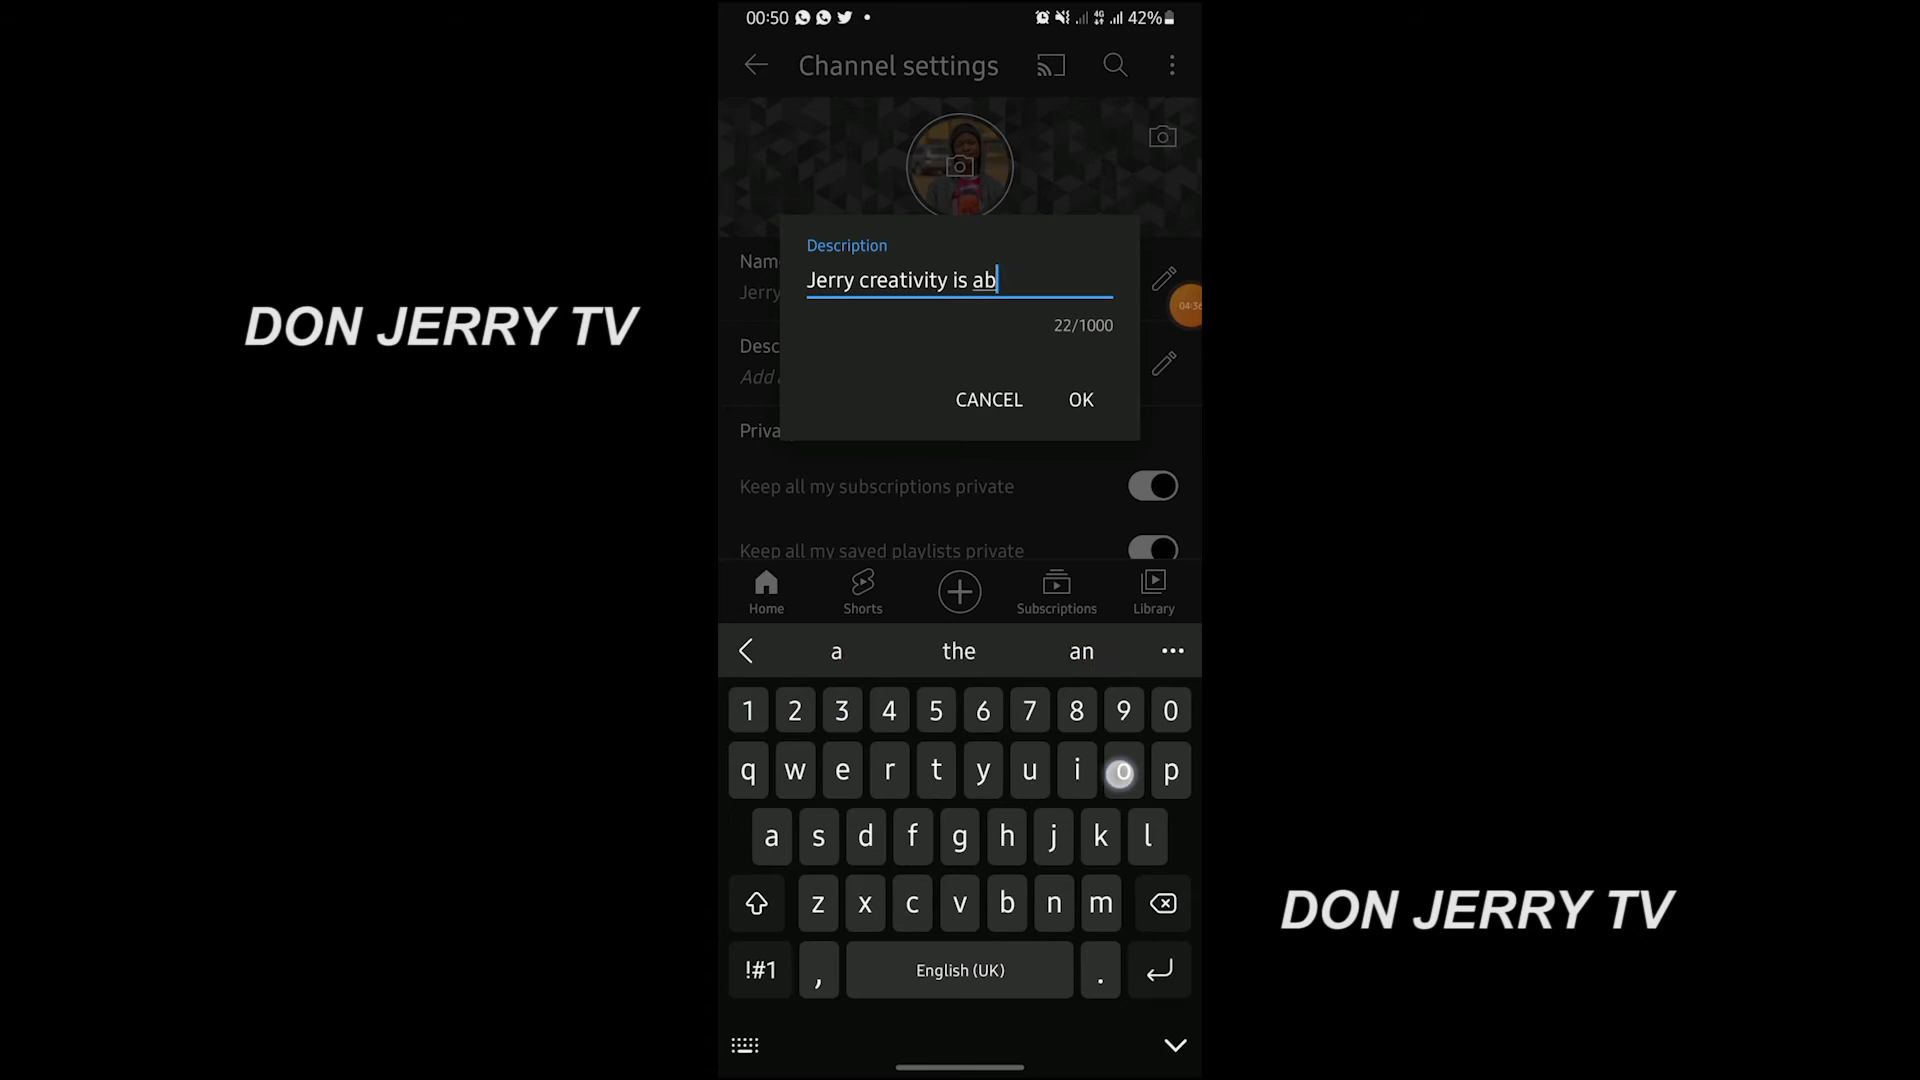 00:50
42%
Channel settings
Description
Nam
Jerry creativity is ab
Jerry
04:36
DON JERRY TV
22/1000
Desc
Add
CANCEL OK
Priva
Keep all my subscriptions private
Keep all my saved playlists private
Home Shorts Subscriptions Library
a the an
1 2 3 4 5 6 7 8 9 0
q w e r t y u i o p
a s d f g h j k l
z x c v b n m
DON JERRY TV
!#1 , English (UK) .